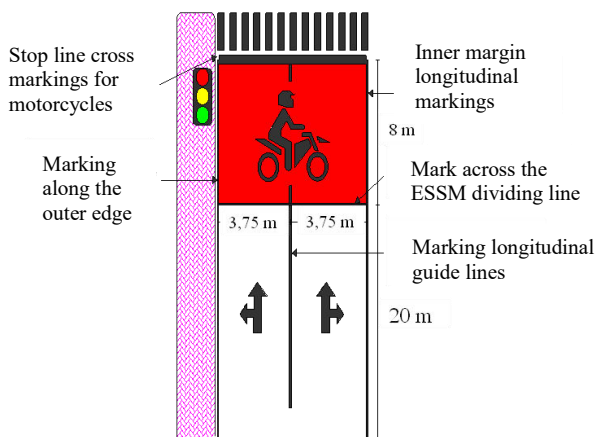 Stop line cross
markings for
motorcycles
Inner margin
longitudinal
markings
8 m
Marking
along the
outer edge
Mark across the
ESSM dividing line
3,75 m
3,75 m
Marking longitudinal
guide lines
20 m